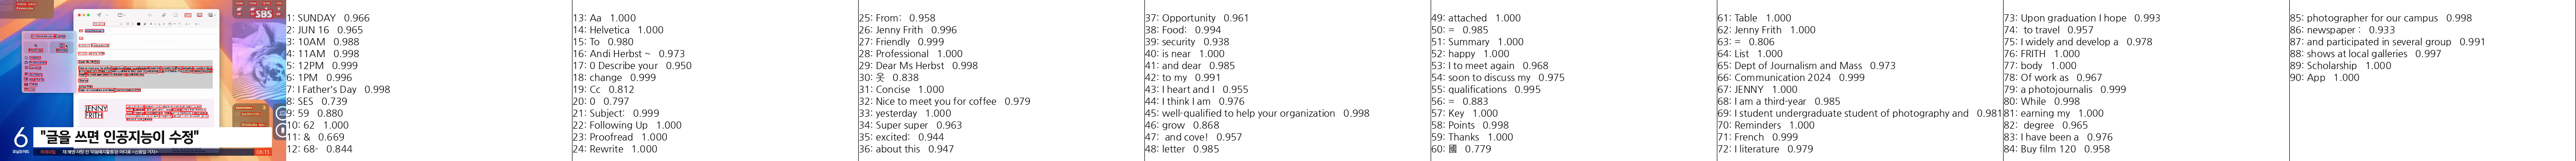 SBS
6
"글을 쓰면 인공지능이 수정"
1: SUNDAY 0.966
2: JUN 16 0.965
3: 10AM 0.988
4: 11AM 0.998
5: 12PM 0.999
6: 1PM 0.996
7: I Father's Day 0.998
8: SES 0.739
9: 59 0.880
10: 62 1.000
11: & 0.669
12: 68- 0.844
13: Aa 1.000
14: Helvetica 1.000
15: To 0.980
16: Andi Herbst ~ 0.973
17: 0 Describe your 0.950
18: change 0.999
19: Cc 0.812
20: 0 0.797
21: Subject: 0.999
22: Following Up 1.000
23: Proofread 1.000
24: Rewrite 1.000
25: From: 0.958
26: Jenny Frith 0.996
27: Friendly 0.999
28: Professional 1.000
29: Dear Ms Herbst 0.998
30: 옷 0.838
31: Concise 1.000
32: Nice to meet you for coffee 0.979
33: yesterday 1.000
34: Super super 0.963
35: excited: 0.944
36: about this 0.947
37: Opportunity 0.961
38: Food: 0.994
39: security 0.938
40: is near 1.000
41: and dear 0.985
42: to my 0.991
43: I heart and I 0.955
44: I think I am 0.976
45: well-qualified to help your organization 0.998
46: grow 0.868
47: and cove! 0.957
48: letter 0.985
49: attached 1.000
50: = 0.985
51: Summary 1.000
52: happy 1.000
53: I to meet again 0.968
54: soon to discuss my 0.975
55: qualifications 0.995
56: = 0.883
57: Key 1.000
58: Points 0.998
59: Thanks 1.000
60: 國 0.779
61: Table 1.000
62: Jenny Frith 1.000
63: = 0.806
64: List 1.000
65: Dept of Journalism and Mass 0.973
66: Communication 2024 0.999
67: JENNY 1.000
68: I am a third-year 0.985
69: I student undergraduate student of photography and 0.981
70: Reminders 1.000
71: French 0.999
72: I literature 0.979
73: Upon graduation I hope 0.993
74: to travel 0.957
75: I widely and develop a 0.978
76: FRITH 1.000
77: body 1.000
78: Of work as 0.967
79: a photojournalis 0.999
80: While 0.998
81: earning my 1.000
82: degree 0.965
83: I have been a 0.976
84: Buy film 120 0.958
85: photographer for our campus 0.998
86: newspaper : 0.933
87: and participated in several group 0.991
88: shows at local galleries 0.997
89: Scholarship 1.000
90: App 1.000
JENNY
FRITH
06:13